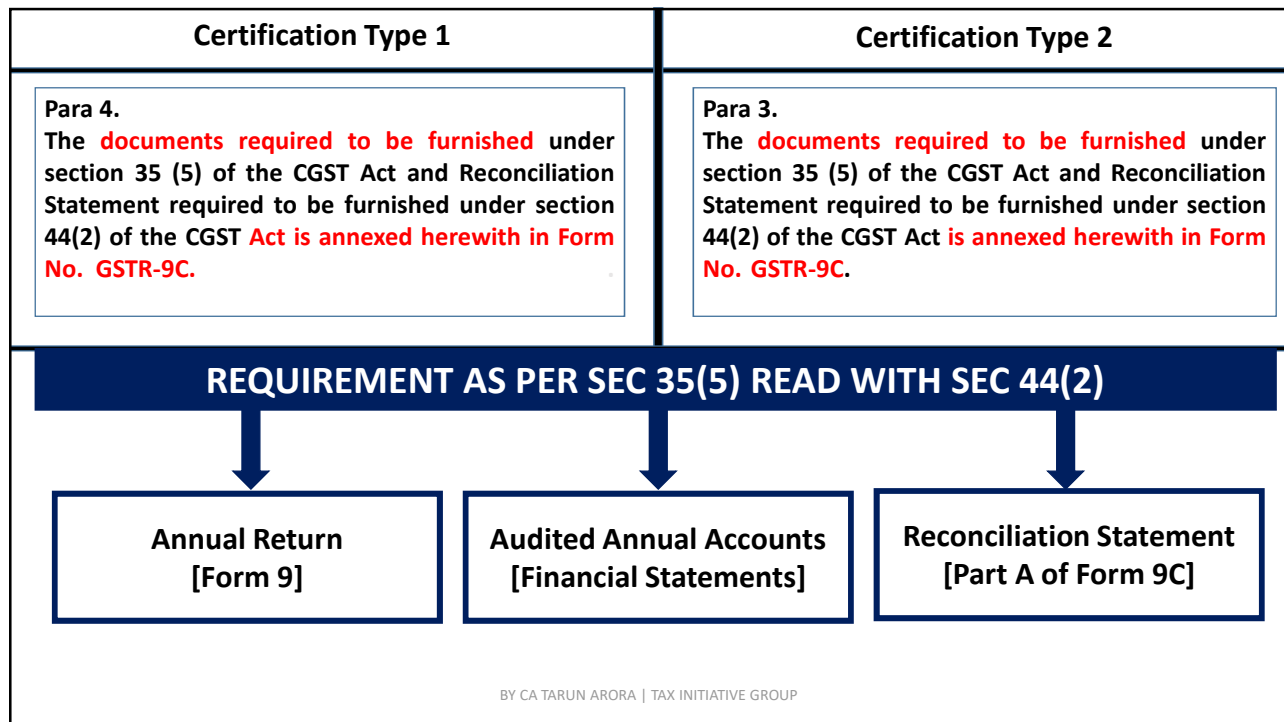 Certification Type 1
Para 4.
The documents required to be furnished under
section 35 (5) of the CGST Act and Reconciliation
Statement required to be furnished under section
44(2) of the CGST Act is annexed herewith in Form
No. GSTR-9C. .
Certification Type 2
Para 3.
The documents required to be furnished under
section 35 (5) of the CGST Act and Reconciliation
Statement required to be furnished under section
44(2) of the CGST Act is annexed herewith in Form
No. GSTR-9C.
REQUIREMENT AS PER SEC 35(5) READ WITH SEC 44(2)
Annual Return
[Form 9]
Audited Annual Accounts
[Financial Statements]
Reconciliation Statement
[Part A of Form 9C]
BY CA TARUN ARORA | TAX INITIATIVE GROUP